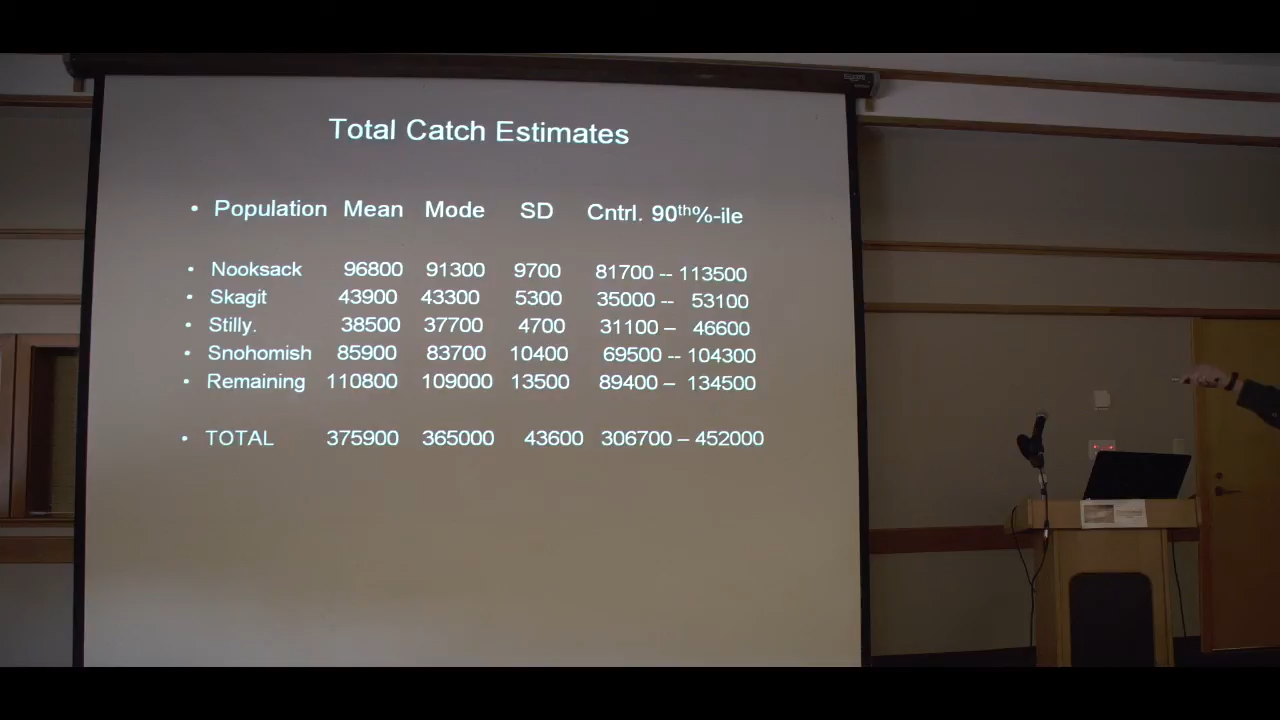 Total Catch Estimates
• Population Mean Mode SD Cntrl. 90th%-ile
• Nooksack 96800 91300 9700 81700 -- 113500
• Skagit 43900 43300 5300 35000 -- 53100
• Stilly. 38500 37700 4700 31100 – 46600
• Snohomish 85900 83700 10400 69500 -- 104300
• Remaining 110800 109000 13500 89400 – 134500
• TOTAL 375900 365000 43600 306700 – 452000